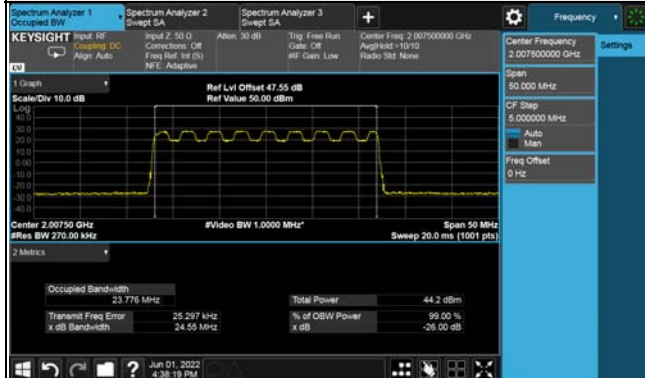 Spectrum Analyzer 1
Occupied BW
Spectrum Analyzer 2
Swept SA
Spectrum Analyzer 3
Swept SA
+
Frequency
KEYSIGHT
Input: RF
Coupling: DC
Align: Auto
Input Z: 50 Ω
Corrections: Off
Freq Ref: Int (S)
NFE: Adaptive
Atten: 30 dB
Trig: Free Run
Gate: Off
#IF Gain: Low
Center Freq: 2.007500000 GHz
Avg|Hold:>10/10
Radio Std: None
Center Frequency
2.007500000 GHz
Settings
Span
50.000 MHz
CF Step
5.000000 MHz
Auto
Man
Freq Offset
0 Hz
1 Graph
Scale/Div 10.0 dB
Ref Lvl Offset 47.55 dB
Ref Value 50.00 dBm
Log
40.0
30.0
20.0
10.0
0.00
-10.0
-20.0
-30.0
-40.0
Center 2.00750 GHz
#Res BW 270.00 kHz
#Video BW 1.0000 MHz*
Span 50 MHz
Sweep 20.0 ms (1001 pts)
2 Metrics
Occupied Bandwidth
23.776 MHz
Total Power 44.2 dBm
Transmit Freq Error 25.297 kHz
% of OBW Power 99.00 %
x dB Bandwidth 24.55 MHz
x dB -26.00 dB
?
Jun 01, 2022
4:38:19 PM